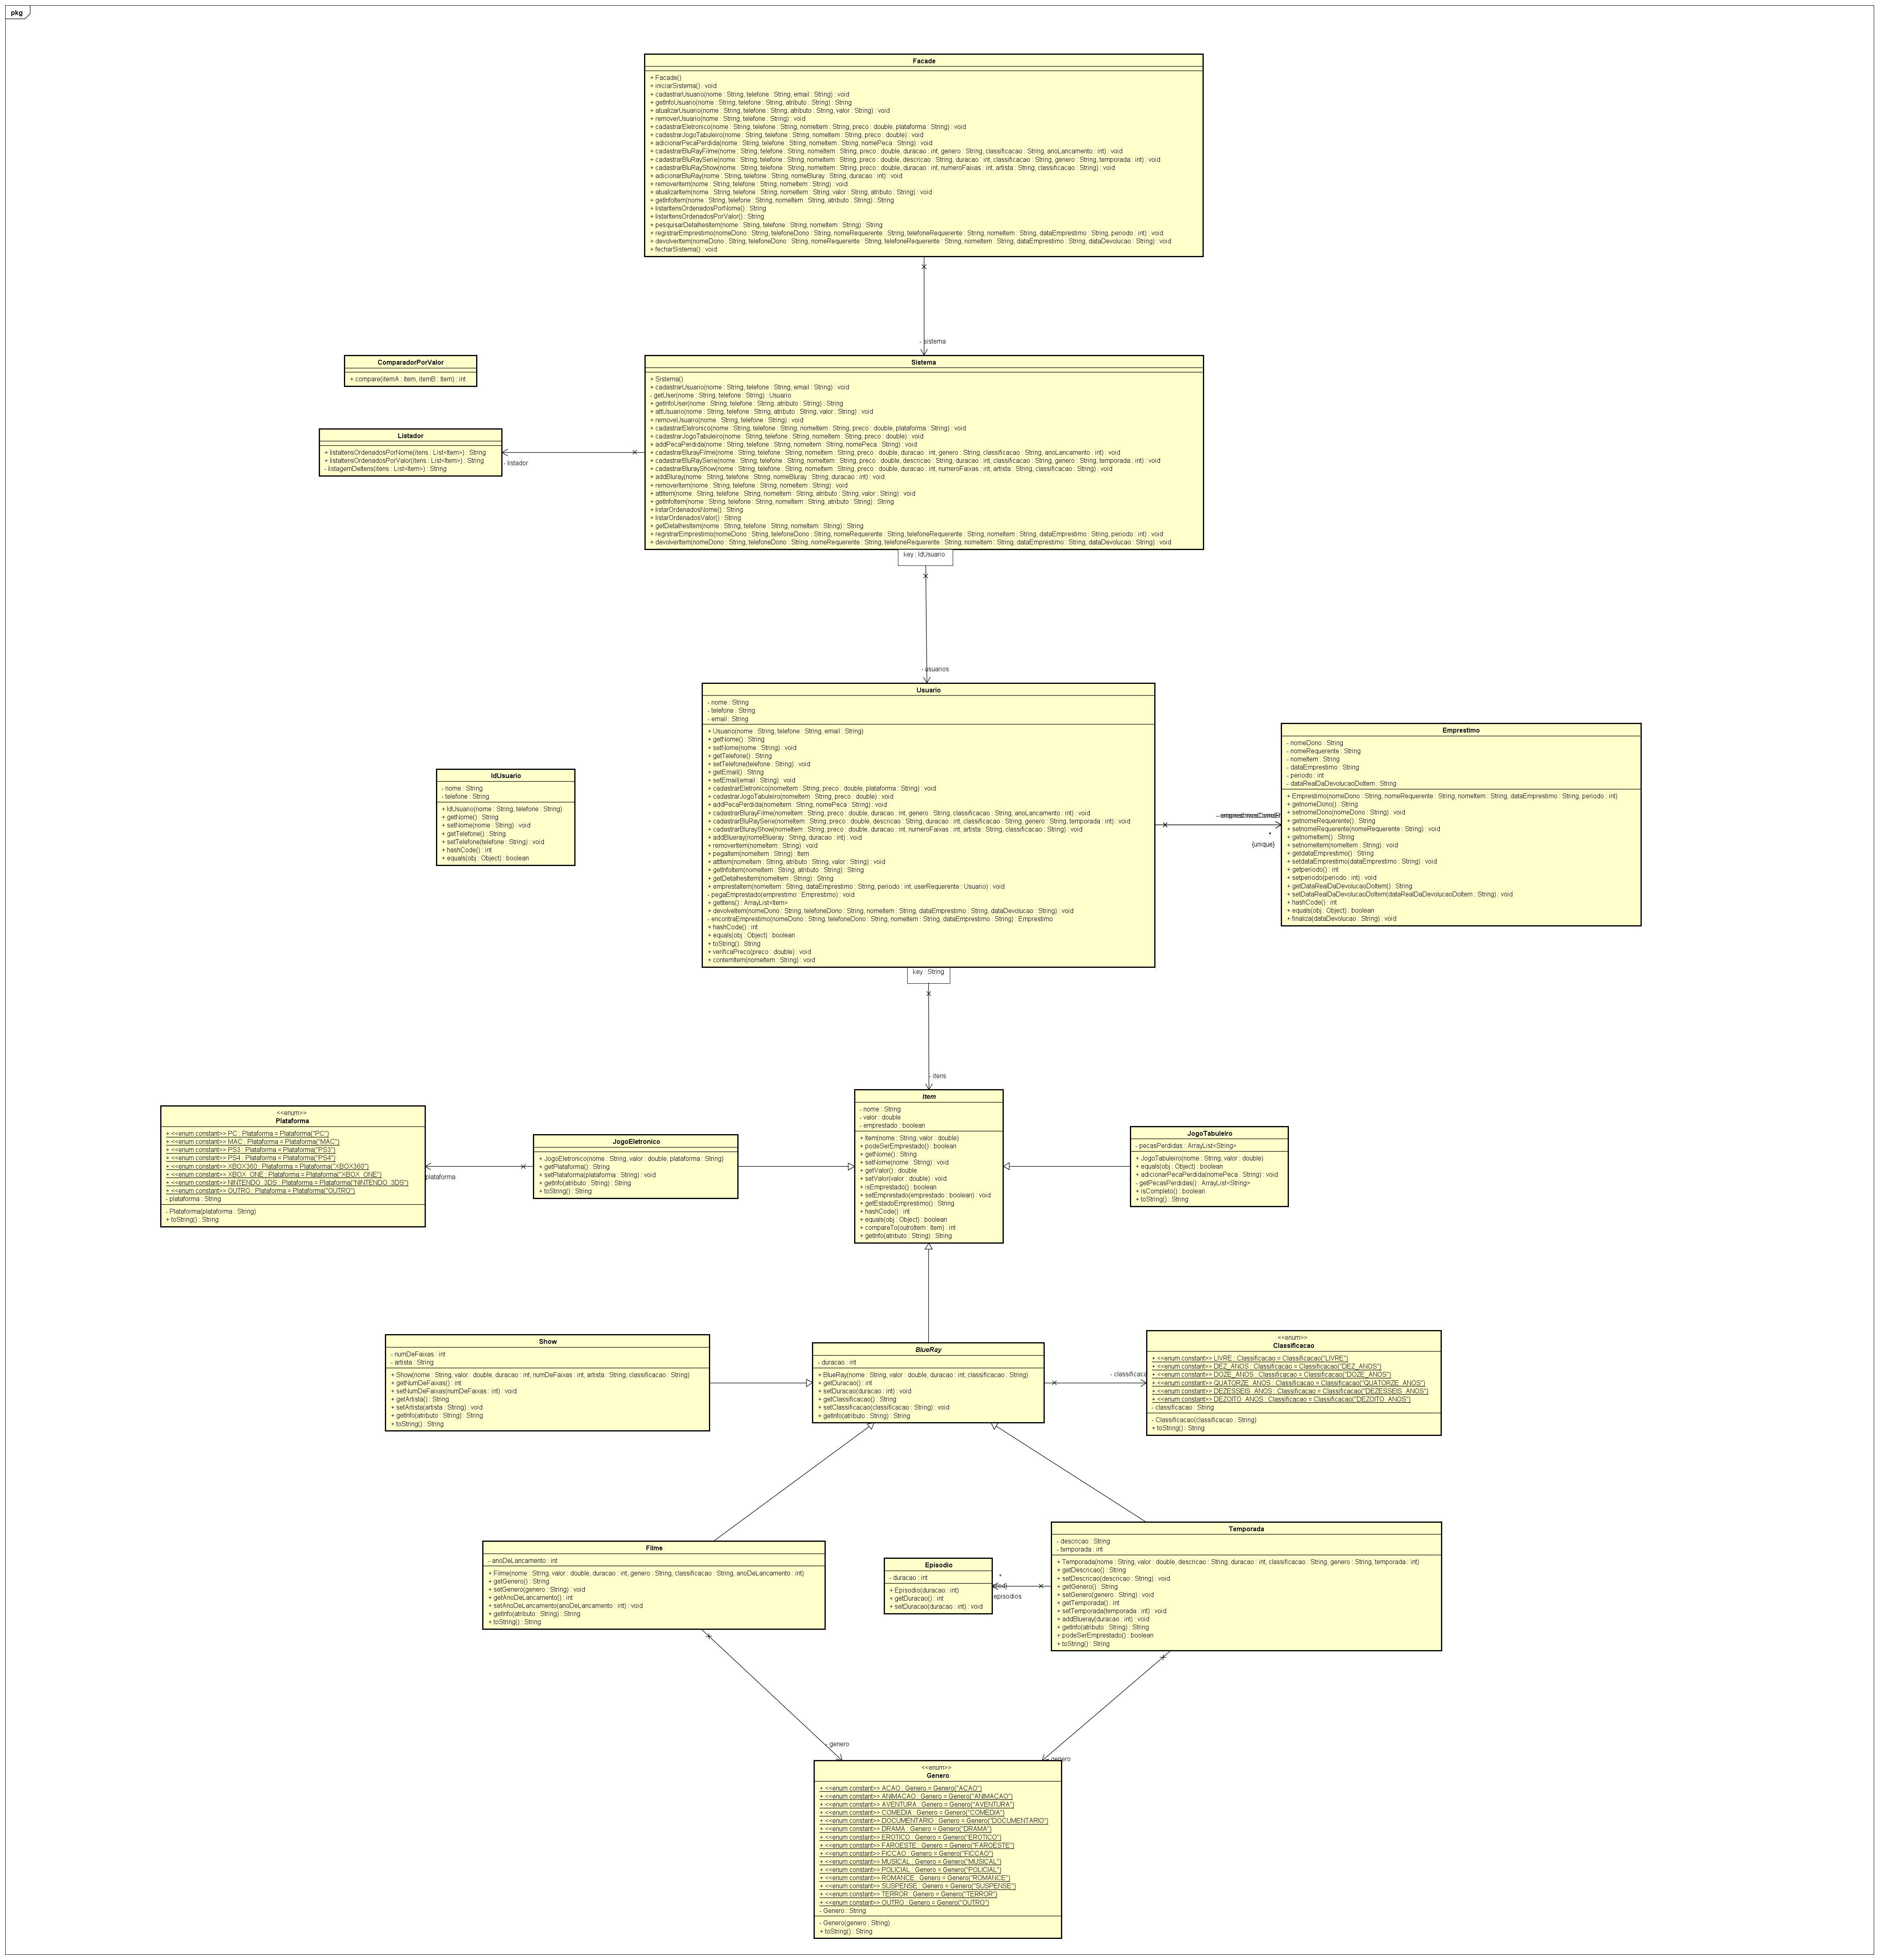 pkg
Facade
+ Facade()
+ iniciarSistema() : void
+ cadastrarUsuario(nome : String, telefone : String, email : String) : void
+ getInfoUsuario(nome : String, telefone : String, atributo : String) : String
+ atualizarUsuario(nome : String, telefone : String, atributo : String, valor : String) : void
+ removerUsuario(nome : String, telefone : String) : void
+ cadastrarEletronico(nome : String, telefone : String, nomeItem : String, preco : double, plataforma : String) : void
+ cadastrarJogoTabuleiro(nome : String, telefone : String, nomeItem : String, preco : double) : void
+ adicionarPecaPerdida(nome : String, telefone : String, nomeItem : String, nomePeca : String) : void
+ cadastrarBluRayFilme(nome : String, telefone : String, nomeItem : String, preco : double, duracao : int, genero : String, classificacao : String, anoLancamento : int) : void
+ cadastrarBluRaySerie(nome : String, telefone : String, nomeItem : String, preco : double, descricao : String, duracao : int, classificacao : String, genero : String, temporada : int) : void
+ cadastrarBluRayShow(nome : String, telefone : String, nomeItem : String, preco : double, duracao : int, numeroFaixas : int, artista : String, classificacao : String) : void
+ adicionarBluRay(nome : String, telefone : String, nomeBluray : String, duracao : int) : void
+ removerItem(nome : String, telefone : String, nomeItem : String) : void
+ atualizarItem(nome : String, telefone : String, nomeItem : String, valor : String, atributo : String) : void
+ getInfoItem(nome : String, telefone : String, nomeItem : String, atributo : String) : String
+ listarItensOrdenadosPorNome() : String
+ listarItensOrdenadosPorValor() : String
+ pesquisarDetalhesItem(nome : String, telefone : String, nomeItem : String) : String
+ registrarEmprestimo(nomeDono : String, telefoneDono : String, nomeRequerente : String, telefoneRequerente : String, nomeItem : String, dataEmprestimo : String, periodo : int) : void
+ devolverItem(nomeDono : String, telefoneDono : String, nomeRequerente : String, telefoneRequerente : String, nomeItem : String, dataEmprestimo : String, dataDevolucao : String) : void
+ fecharSistema() : void
- sistema
ComparadorPorValor
+ compare(itemA : Item, itemB : Item) : int
Listador
+ listaItensOrdenadosPorNome(itens : List<Item>) : String
+ listaItensOrdenadosPorValor(itens : List<Item>) : String
- listagemDeItens(itens : List<Item>) : String
- listador
Sistema
+ Sistema()
+ cadastrarUsuario(nome : String, telefone : String, email : String) : void
- getUser(nome : String, telefone : String) : Usuario
+ getInfoUser(nome : String, telefone : String, atributo : String) : String
+ attUsuario(nome : String, telefone : String, atributo : String, valor : String) : void
+ removeUsuario(nome : String, telefone : String) : void
+ cadastrarEletronico(nome : String, telefone : String, nomeItem : String, preco : double, plataforma : String) : void
+ cadastrarJogoTabuleiro(nome : String, telefone : String, nomeItem : String, preco : double) : void
+ addPecaPerdida(nome : String, telefone : String, nomeItem : String, nomePeca : String) : void
+ cadastrarBlurayFilme(nome : String, telefone : String, nomeItem : String, preco : double, duracao : int, genero : String, classificacao : String, anoLancamento : int) : void
+ cadastrarBluRaySerie(nome : String, telefone : String, nomeItem : String, preco : double, descricao : String, duracao : int, classificacao : String, genero : String, temporada : int) : void
+ cadastrarBlurayShow(nome : String, telefone : String, nomeItem : String, preco : double, duracao : int, numeroFaixas : int, artista : String, classificacao : String) : void
+ addBluray(nome : String, telefone : String, nomeBluray : String, duracao : int) : void
+ removerItem(nome : String, telefone : String, nomeItem : String) : void
+ attItem(nome : String, telefone : String, nomeItem : String, atributo : String, valor : String) : void
+ getInfoItem(nome : String, telefone : String, nomeItem : String, atributo : String) : String
+ listarOrdenadosNome() : String
+ listarOrdenadosValor() : String
+ getDetalhesItem(nome : String, telefone : String, nomeItem : String) : String
+ registrarEmprestimo(nomeDono : String, telefoneDono : String, nomeRequerente : String, telefoneRequerente : String, nomeItem : String, dataEmprestimo : String, periodo : int) : void
+ devolverItem(nomeDono : String, telefoneDono : String, nomeRequerente : String, telefoneRequerente : String, nomeItem : String, dataEmprestimo : String, dataDevolucao : String) : void
key : IdUsuario
- usuarios
IdUsuario
- nome : String
- telefone : String
+ IdUsuario(nome : String, telefone : String)
+ getNome() : String
+ setNome(nome : String) : void
+ getTelefone() : String
+ setTelefone(telefone : String) : void
+ hashCode() : int
+ equals(obj : Object) : boolean
Usuario
- nome : String
- telefone : String
- email : String
+ Usuario(nome : String, telefone : String, email : String)
+ getNome() : String
+ setNome(nome : String) : void
+ getTelefone() : String
+ setTelefone(telefone : String) : void
+ getEmail() : String
+ setEmail(email : String) : void
+ cadastrarEletronico(nomeItem : String, preco : double, plataforma : String) : void
+ cadastrarJogoTabuleiro(nomeItem : String, preco : double) : void
+ addPecaPerdida(nomeItem : String, nomePeca : String) : void
+ cadastrarBlurayFilme(nomeItem : String, preco : double, duracao : int, genero : String, classificacao : String, anoLancamento : int) : void
+ cadastrarBluRaySerie(nomeItem : String, preco : double, descricao : String, duracao : int, classificacao : String, genero : String, temporada : int) : void
+ cadastrarBlurayShow(nomeItem : String, preco : double, duracao : int, numeroFaixas : int, artista : String, classificacao : String) : void
+ addBlueray(nomeBlueray : String, duracao : int) : void
+ removerItem(nomeItem : String) : void
+ pegaItem(nomeItem : String) : Item
+ attItem(nomeItem : String, atributo : String, valor : String) : void
+ getInfoItem(nomeItem : String, atributo : String) : String
+ getDetalhesItem(nomeItem : String) : String
+ emprestaItem(nomeItem : String, dataEmprestimo : String, periodo : int, userRequerente : Usuario) : void
- pegaEmprestado(emprestimo : Emprestimo) : void
+ getItens() : ArrayList<Item>
+ devolveItem(nomeDono : String, telefoneDono : String, nomeItem : String, dataEmprestimo : String, dataDevolucao : String) : void
- encontraEmprestimo(nomeDono : String, telefoneDono : String, nomeItem : String, dataEmprestimo : String) : Emprestimo
+ hashCode() : int
+ equals(obj : Object) : boolean
+ toString() : String
+ verificaPreco(preco : double) : void
+ contemItem(nomeItem : String) : void
key : String
- itens
*
{unique}
Emprestimo
- nomeDono : String
- nomeRequerente : String
- nomeItem : String
- dataEmprestimo : String
- periodo : int
- dataRealDaDevolucaoDoItem : String
+ Emprestimo(nomeDono : String, nomeRequerente : String, nomeItem : String, dataEmprestimo : String, periodo : int)
+ getnomeDono() : String
+ setnomeDono(nomeDono : String) : void
+ getnomeRequerente() : String
+ setnomeRequerente(nomeRequerente : String) : void
+ getnomeItem() : String
+ setnomeItem(nomeItem : String) : void
+ getdataEmprestimo() : String
+ setdataEmprestimo(dataEmprestimo : String) : void
+ getperiodo() : int
+ setperiodo(periodo : int) : void
+ getDataRealDaDevolucaoDoItem() : String
+ setDataRealDaDevolucaoDoItem(dataRealDaDevolucaoDoItem : String) : void
+ hashCode() : int
+ equals(obj : Object) : boolean
+ finaliza(dataDevolucao : String) : void
<<enum>>
Plataforma
+ <<enum constant>> PC : Plataforma = Plataforma("PC")
+ <<enum constant>> MAC : Plataforma = Plataforma("MAC")
+ <<enum constant>> PS3 : Plataforma = Plataforma("PS3")
+ <<enum constant>> PS4 : Plataforma = Plataforma("PS4")
+ <<enum constant>> XBOX360 : Plataforma = Plataforma("XBOX360")
+ <<enum constant>> XBOX_ONE : Plataforma = Plataforma("XBOX_ONE")
+ <<enum constant>> NINTENDO_3DS : Plataforma = Plataforma("NINTENDO_3DS")
+ <<enum constant>> OUTRO : Plataforma = Plataforma("OUTRO")
- plataforma : String
- Plataforma(plataforma : String)
+ toString() : String
plataforma
JogoEletronico
+ JogoEletronico(nome : String, valor : double, plataforma : String)
+ getPlataforma() : String
+ setPlataforma(plataforma : String) : void
+ getInfo(atributo : String) : String
+ toString() : String
Item
- nome : String
- valor : double
- emprestado : boolean
+ Item(nome : String, valor : double)
+ podeSerEmprestado() : boolean
+ getNome() : String
+ setNome(nome : String) : void
+ getValor() : double
+ setValor(valor : double) : void
+ isEmprestado() : boolean
+ setEmprestado(emprestado : boolean) : void
+ getEstadoEmprestimo() : String
+ hashCode() : int
+ equals(obj : Object) : boolean
+ compareTo(outroItem : Item) : int
+ getInfo(atributo : String) : String
JogoTabuleiro
- pecasPerdidas : ArrayList<String>
+ JogoTabuleiro(nome : String, valor : double)
+ equals(obj : Object) : boolean
+ adicionarPecaPerdida(nomePeca : String) : void
- getPecasPerdidas() : ArrayList<String>
+ isCompleto() : boolean
+ toString() : String
Show
- numDeFaixas : int
- artista : String
+ Show(nome : String, valor : double, duracao : int, numDeFaixas : int, artista : String, classificacao : String)
+ getNumDeFaixas() : int
+ setNumDeFaixas(numDeFaixas : int) : void
+ getArtista() : String
+ setArtista(artista : String) : void
+ getInfo(atributo : String) : String
+ toString() : String
BlueRay
- duracao : int
+ BlueRay(nome : String, valor : double, duracao : int, classificacao : String)
+ getDuracao() : int
+ setDuracao(duracao : int) : void
+ getClassificacao() : String
+ setClassificacao(classificacao : String) : void
+ getInfo(atributo : String) : String
- classificaca
<<enum>>
Classificacao
+ <<enum constant>> LIVRE : Classificacao = Classificacao("LIVRE")
+ <<enum constant>> DEZ_ANOS : Classificacao = Classificacao("DEZ_ANOS")
+ <<enum constant>> DOZE_ANOS : Classificacao = Classificacao("DOZE_ANOS")
+ <<enum constant>> QUATORZE_ANOS : Classificacao = Classificacao("QUATORZE_ANOS")
+ <<enum constant>> DEZESSEIS_ANOS : Classificacao = Classificacao("DEZESSEIS_ANOS")
+ <<enum constant>> DEZOITO_ANOS : Classificacao = Classificacao("DEZOITO_ANOS")
- classificacao : String
- Classificacao(classificacao : String)
+ toString() : String
Filme
- anoDeLancamento : int
+ Filme(nome : String, valor : double, duracao : int, genero : String, classificacao : String, anoDeLancamento : int)
+ getGenero() : String
+ setGenero(genero : String) : void
+ getAnoDeLancamento() : int
+ setAnoDeLancamento(anoDeLancamento : int) : void
+ getInfo(atributo : String) : String
+ toString() : String
Episodio
- duracao : int
+ Episodio(duracao : int)
+ getDuracao() : int
+ setDuracao(duracao : int) : void
*
episodios
Temporada
- descricao : String
- temporada : int
+ Temporada(nome : String, valor : double, descricao : String, duracao : int, classificacao : String, genero : String, temporada : int)
+ getDescricao() : String
+ setDescricao(descricao : String) : void
+ getGenero() : String
+ setGenero(genero : String) : void
+ getTemporada() : int
+ setTemporada(temporada : int) : void
+ addBlueray(duracao : int) : void
+ getInfo(atributo : String) : String
+ podeSerEmprestado() : boolean
+ toString() : String
- genero
- genero
<<enum>>
Genero
+ <<enum constant>> ACAO : Genero = Genero("ACAO")
+ <<enum constant>> ANIMACAO : Genero = Genero("ANIMACAO")
+ <<enum constant>> AVENTURA : Genero = Genero("AVENTURA")
+ <<enum constant>> COMEDIA : Genero = Genero("COMEDIA")
+ <<enum constant>> DOCUMENTARIO : Genero = Genero("DOCUMENTARIO")
+ <<enum constant>> DRAMA : Genero = Genero("DRAMA")
+ <<enum constant>> EROTICO : Genero = Genero("EROTICO")
+ <<enum constant>> FAROESTE : Genero = Genero("FAROESTE")
+ <<enum constant>> FICCAO : Genero = Genero("FICCAO")
+ <<enum constant>> MUSICAL : Genero = Genero("MUSICAL")
+ <<enum constant>> POLICIAL : Genero = Genero("POLICIAL")
+ <<enum constant>> ROMANCE : Genero = Genero("ROMANCE")
+ <<enum constant>> SUSPENSE : Genero = Genero("SUSPENSE")
+ <<enum constant>> TERROR : Genero = Genero("TERROR")
+ <<enum constant>> OUTRO : Genero = Genero("OUTRO")
- Genero : String
- Genero(genero : String)
+ toString() : String